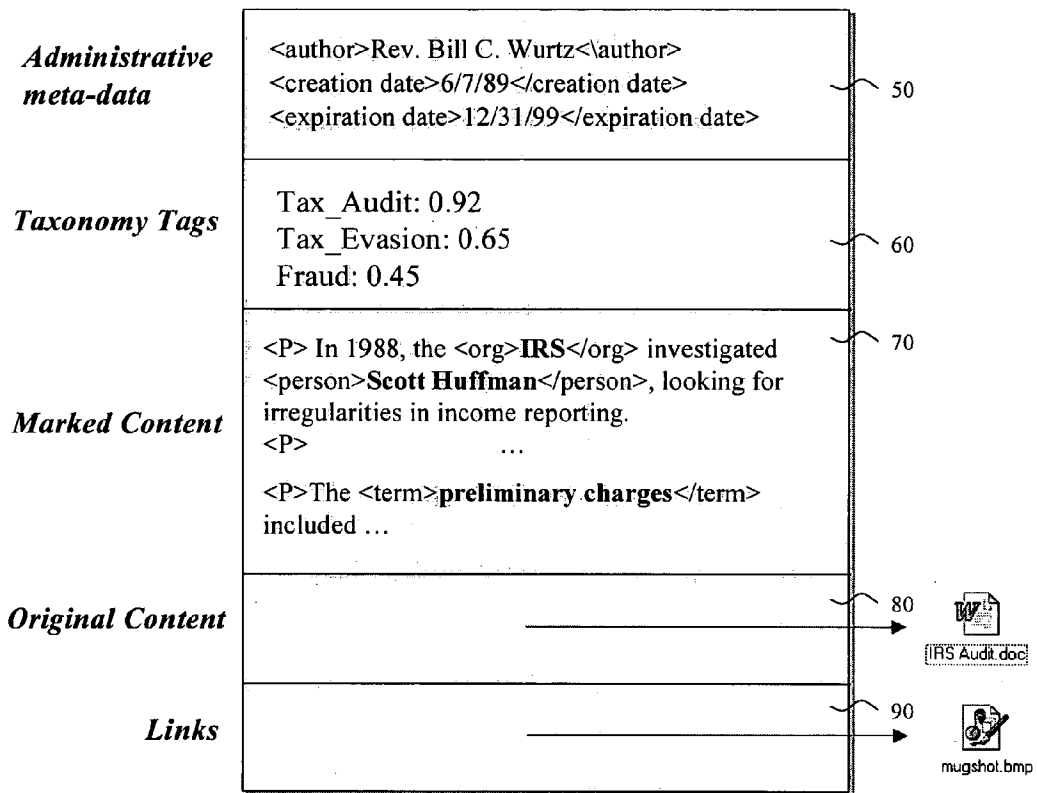 Administrative
meta-data
<author>Rev. Bill C. Wurtz<\author>
<creation date>6/7/89</creation date>
<expiration date>12/31/99</expiration date>
50
Taxonomy Tags
Tax_Audit: 0.92
Tax_Evasion: 0.65
Fraud: 0.45
60
Marked Content
<P> In 1988, the <org>IRS</org> investigated
<person>Scott Huffman</person>, looking for
irregularities in income reporting.
<P> ...
<P>The <term>preliminary charges</term>
included ...
70
Original Content
80
W
IRS Audit.doc
Links
90
mugshot.bmp